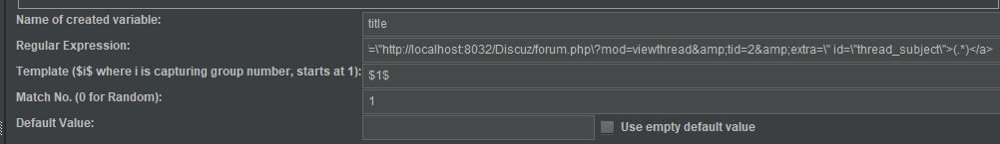 Name of created variable: title
Regular Expression: =\"http://localhost:8032/Discuz/forum.php\?mod=viewthread&amp;tid=2&amp;extra=\" id=\"thread_subject\">(.*)</a>
Template ($i$ where i is capturing group number, starts at 1): $1$
Match No. (0 for Random): 1
Default Value: Use empty default value